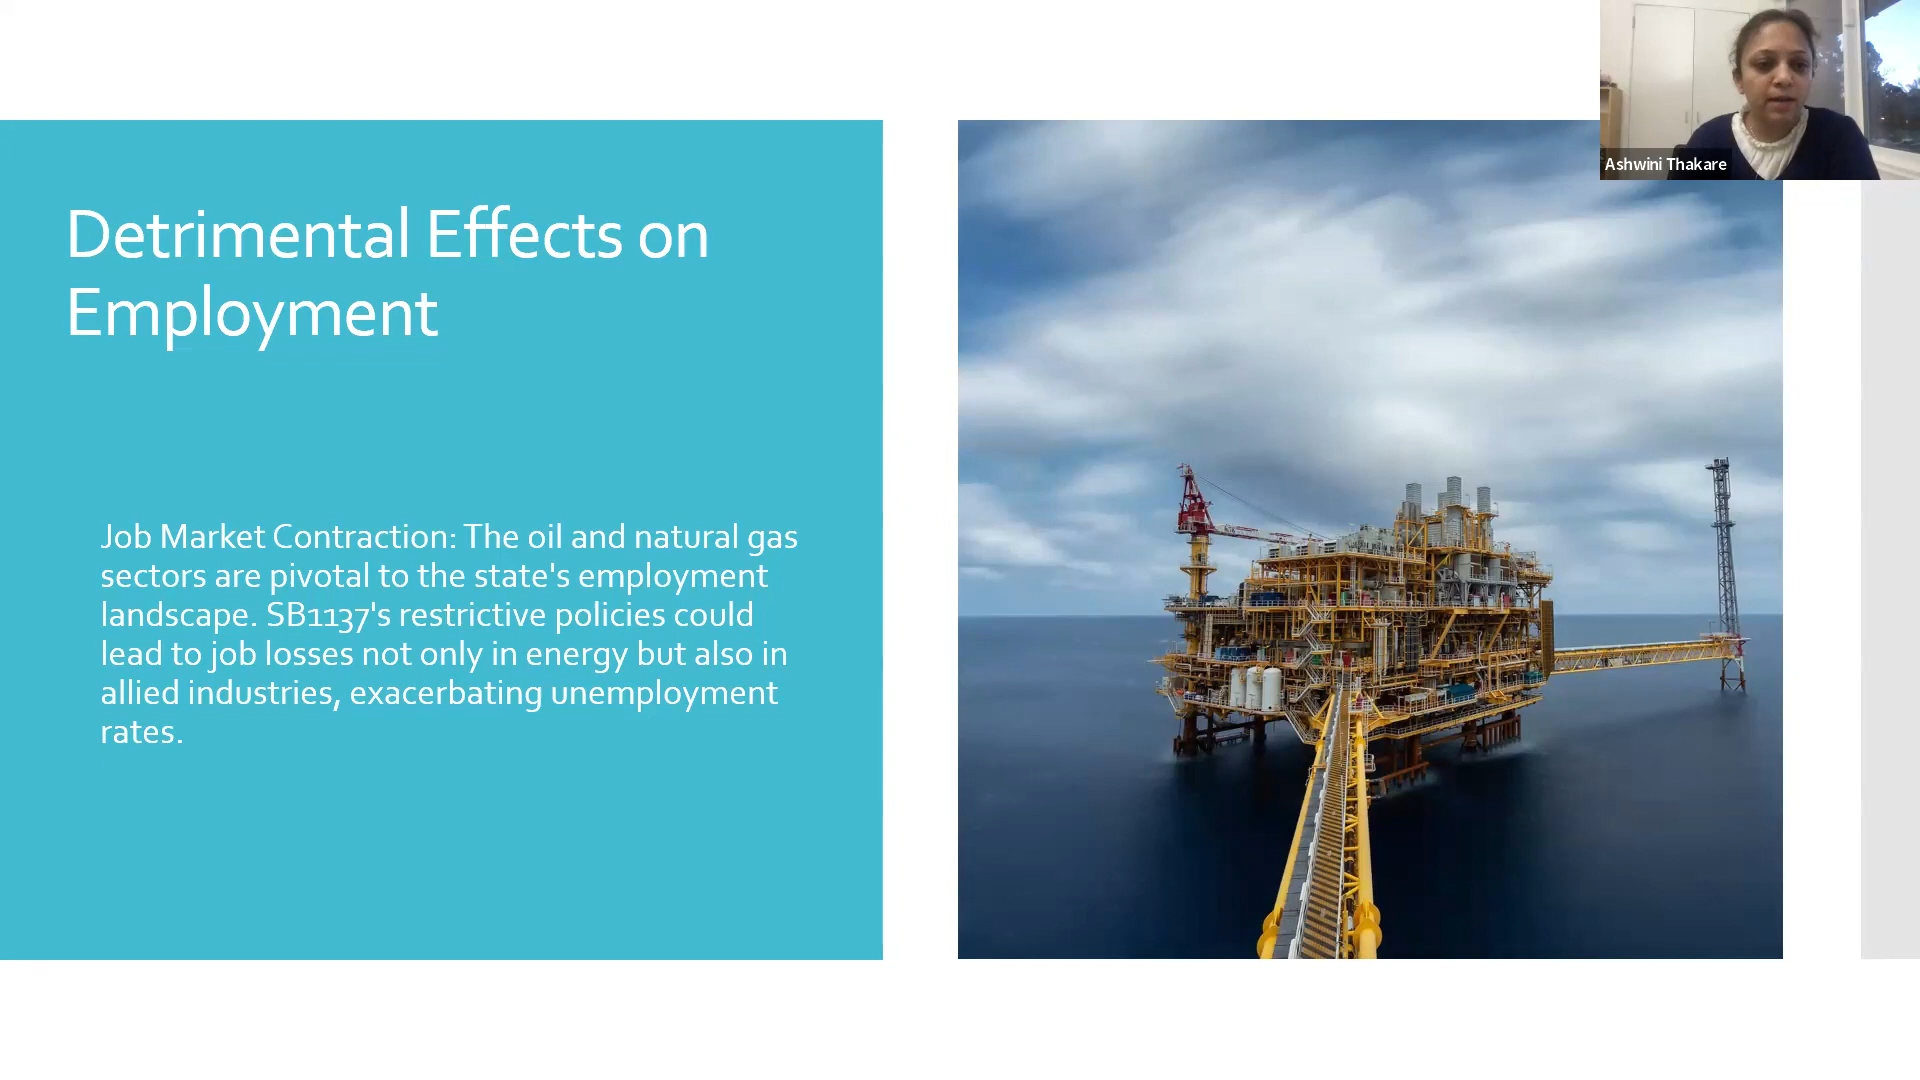 Detrimental Effects on
Employment
Job Market Contraction: The oil and natural gas
sectors are pivotal to the state's employment
landscape. SB1137's restrictive policies could
lead to job losses not only in energy but also in
allied industries, exacerbating unemployment
rates.
Ashwini Thakare